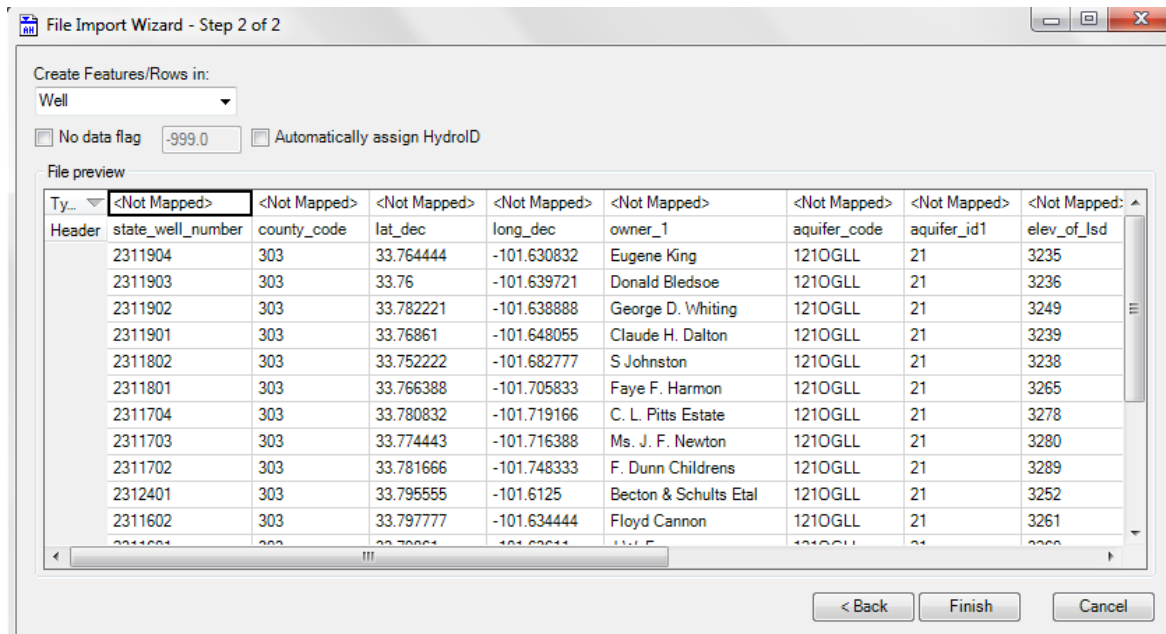 File Import Wizard - Step 2 of 2
Create Features/Rows in:
Well
No data flag -999.0 Automatically assign HydroID
File preview
Ty... <Not Mapped> <Not Mapped> <Not Mapped> <Not Mapped> <Not Mapped> <Not Mapped> <Not Mapped> <Not Mapped:
Header state_well_number county_code lat_dec long_dec owner_1 aquifer_code aquifer_id1 elev_of_lsd
2311904 303 33.764444 -101.630832 Eugene King 121OGLL 21 3235
2311903 303 33.76 -101.639721 Donald Bledsoe 121OGLL 21 3236
2311902 303 33.782221 -101.638888 George D. Whiting 121OGLL 21 3249
2311901 303 33.76861 -101.648055 Claude H. Dalton 121OGLL 21 3239
2311802 303 33.752222 -101.682777 S Johnston 121OGLL 21 3238
2311801 303 33.766388 -101.705833 Faye F. Harmon 121OGLL 21 3265
2311704 303 33.780832 -101.719166 C. L. Pitts Estate 121OGLL 21 3278
2311703 303 33.774443 -101.716388 Ms. J. F. Newton 121OGLL 21 3280
2311702 303 33.781666 -101.748333 F. Dunn Childrens 121OGLL 21 3289
2312401 303 33.795555 -101.6125 Becton & Schults Etal 121OGLL 21 3252
2311602 303 33.797777 -101.634444 Floyd Cannon 121OGLL 21 3261
< Back Finish Cancel